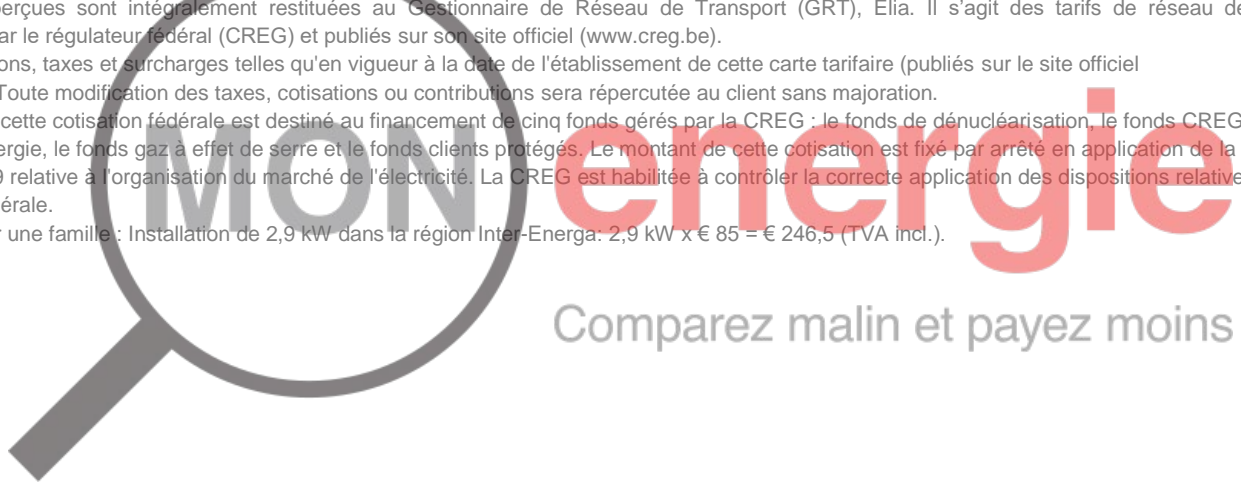 perçues sont intégralement restituées au Gestionnaire de Réseau de Transport (GRT), Elia. Il s’agit des tarifs de réseau de
par le régulateur fédéral (CREG) et publiés sur son site officiel (www.creg.be).
ons, taxes et surcharges telles qu'en vigueur à la date de l'établissement de cette carte tarifaire (publiés sur le site officiel
Toute modification des taxes, cotisations ou contributions sera répercutée au client sans majoration.
cette cotisation fédérale est destiné au financement de cinq fonds gérés par la CREG : le fonds de dénucléarisation, le fonds CREG
ergie, le fonds gaz à effet de serre et le fonds clients protégés. Le montant de cette cotisation est fixé par arrêté en application de la
9 relative à l'organisation du marché de l'électricité. La CREG est habilitée à contrôler la correcte application des dispositions relative
dérale.
r une famille : Installation de 2,9 kW dans la région Inter-Energa: 2,9 kW x € 85 = € 246,5 (TVA incl.).
MON energie
Comparez malin et payez moins